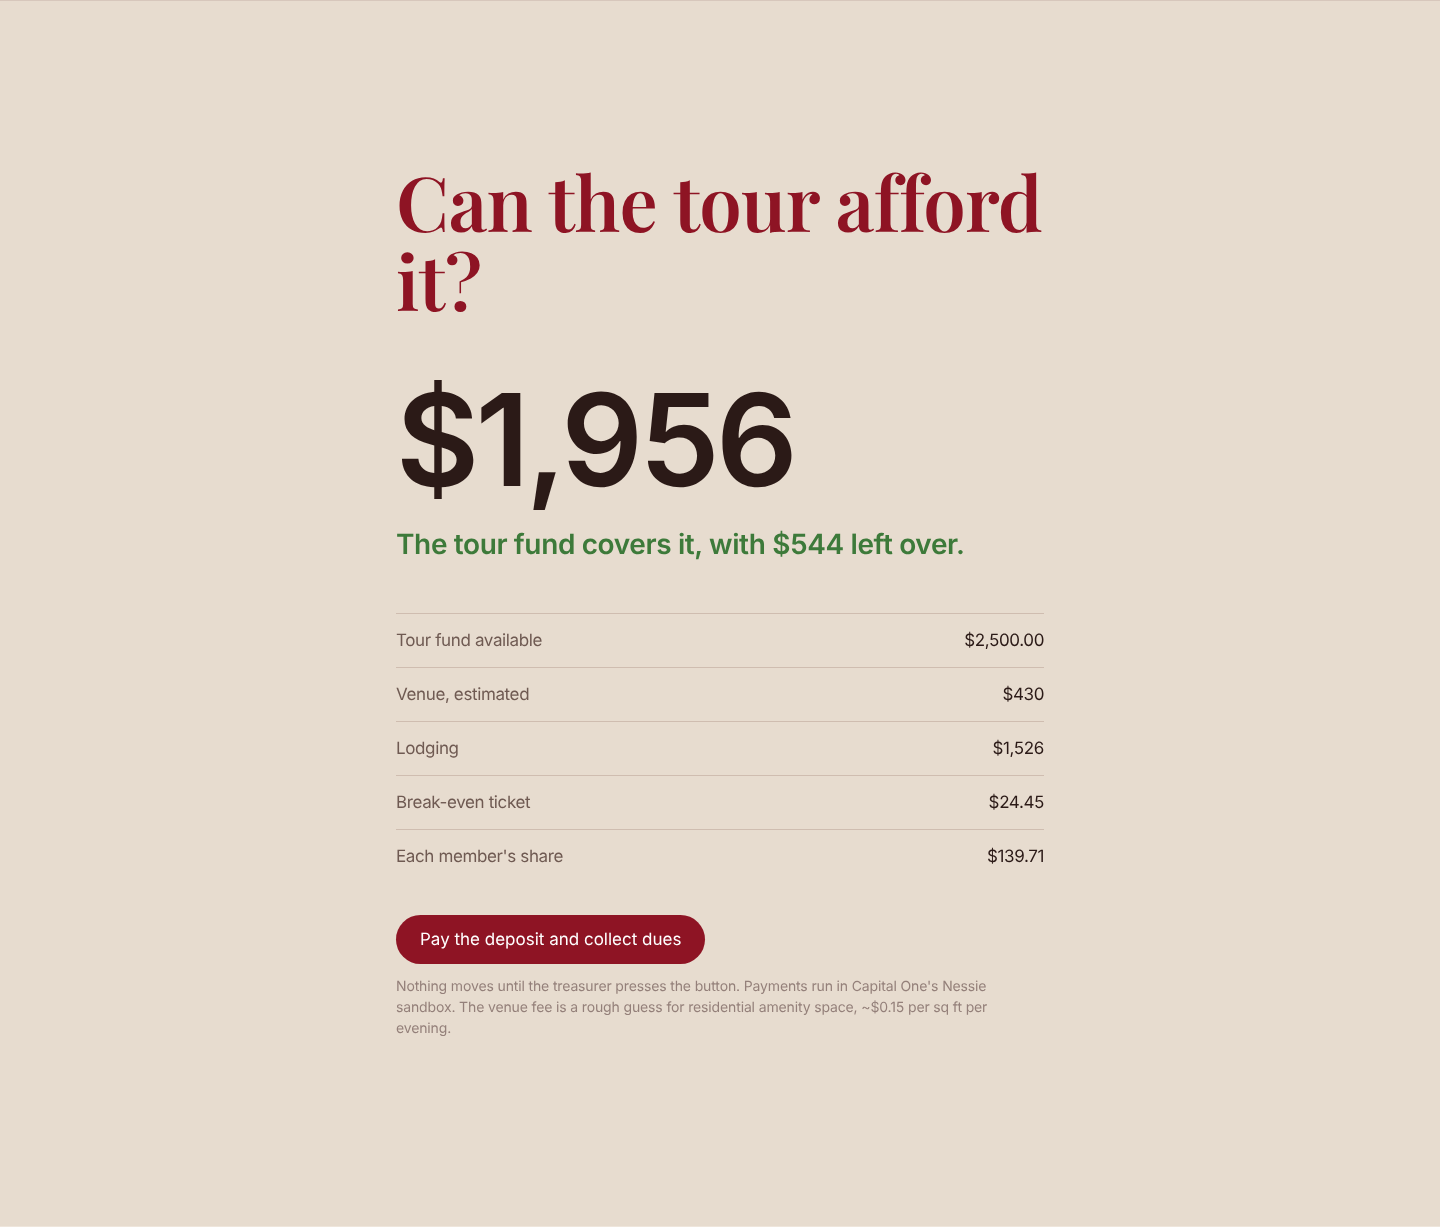 Can the tour afford
it?
$1,956
The tour fund covers it, with $544 left over.
Tour fund available $2,500.00
Venue, estimated $430
Lodging $1,526
Break-even ticket $24.45
Each member's share $139.71
Pay the deposit and collect dues
Nothing moves until the treasurer presses the button. Payments run in Capital One's Nessie
sandbox. The venue fee is a rough guess for residential amenity space, ~$0.15 per sq ft per
evening.